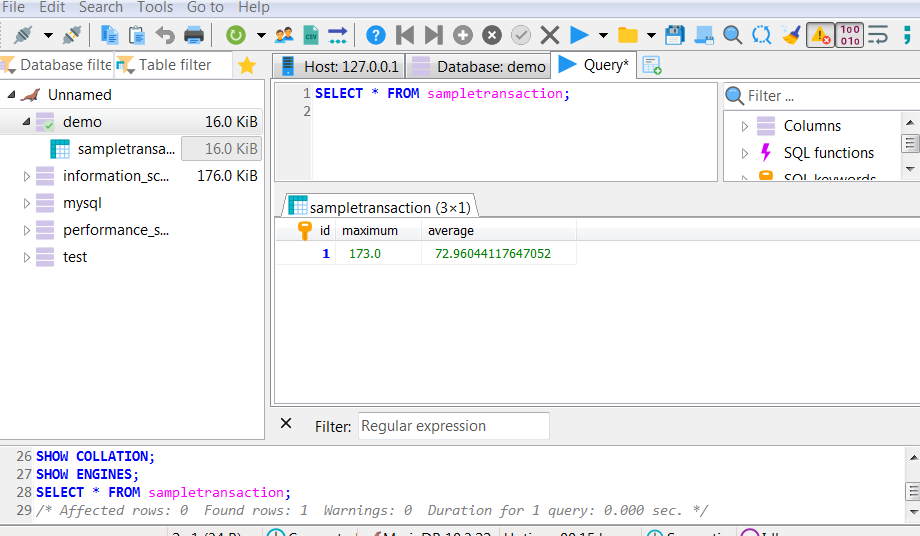 File Edit Search Tools Go to Help
Database filte Table filter
Host: 127.0.0.1 Database: demo Query*
Unnamed
demo 16.0 KiB
sampletransa... 16.0 KiB
information_sc... 176.0 KiB
mysql
performance_s...
test
1 SELECT * FROM sampletransaction;
2
Filter ...
Columns
SQL functions
SQL keywords
sampletransaction (3×1)
id maximum average
1 173.0 72.96044117647052
Filter: Regular expression
26 SHOW COLLATION;
27 SHOW ENGINES;
28 SELECT * FROM sampletransaction;
29 /* Affected rows: 0 Found rows: 1 Warnings: 0 Duration for 1 query: 0.000 sec. */